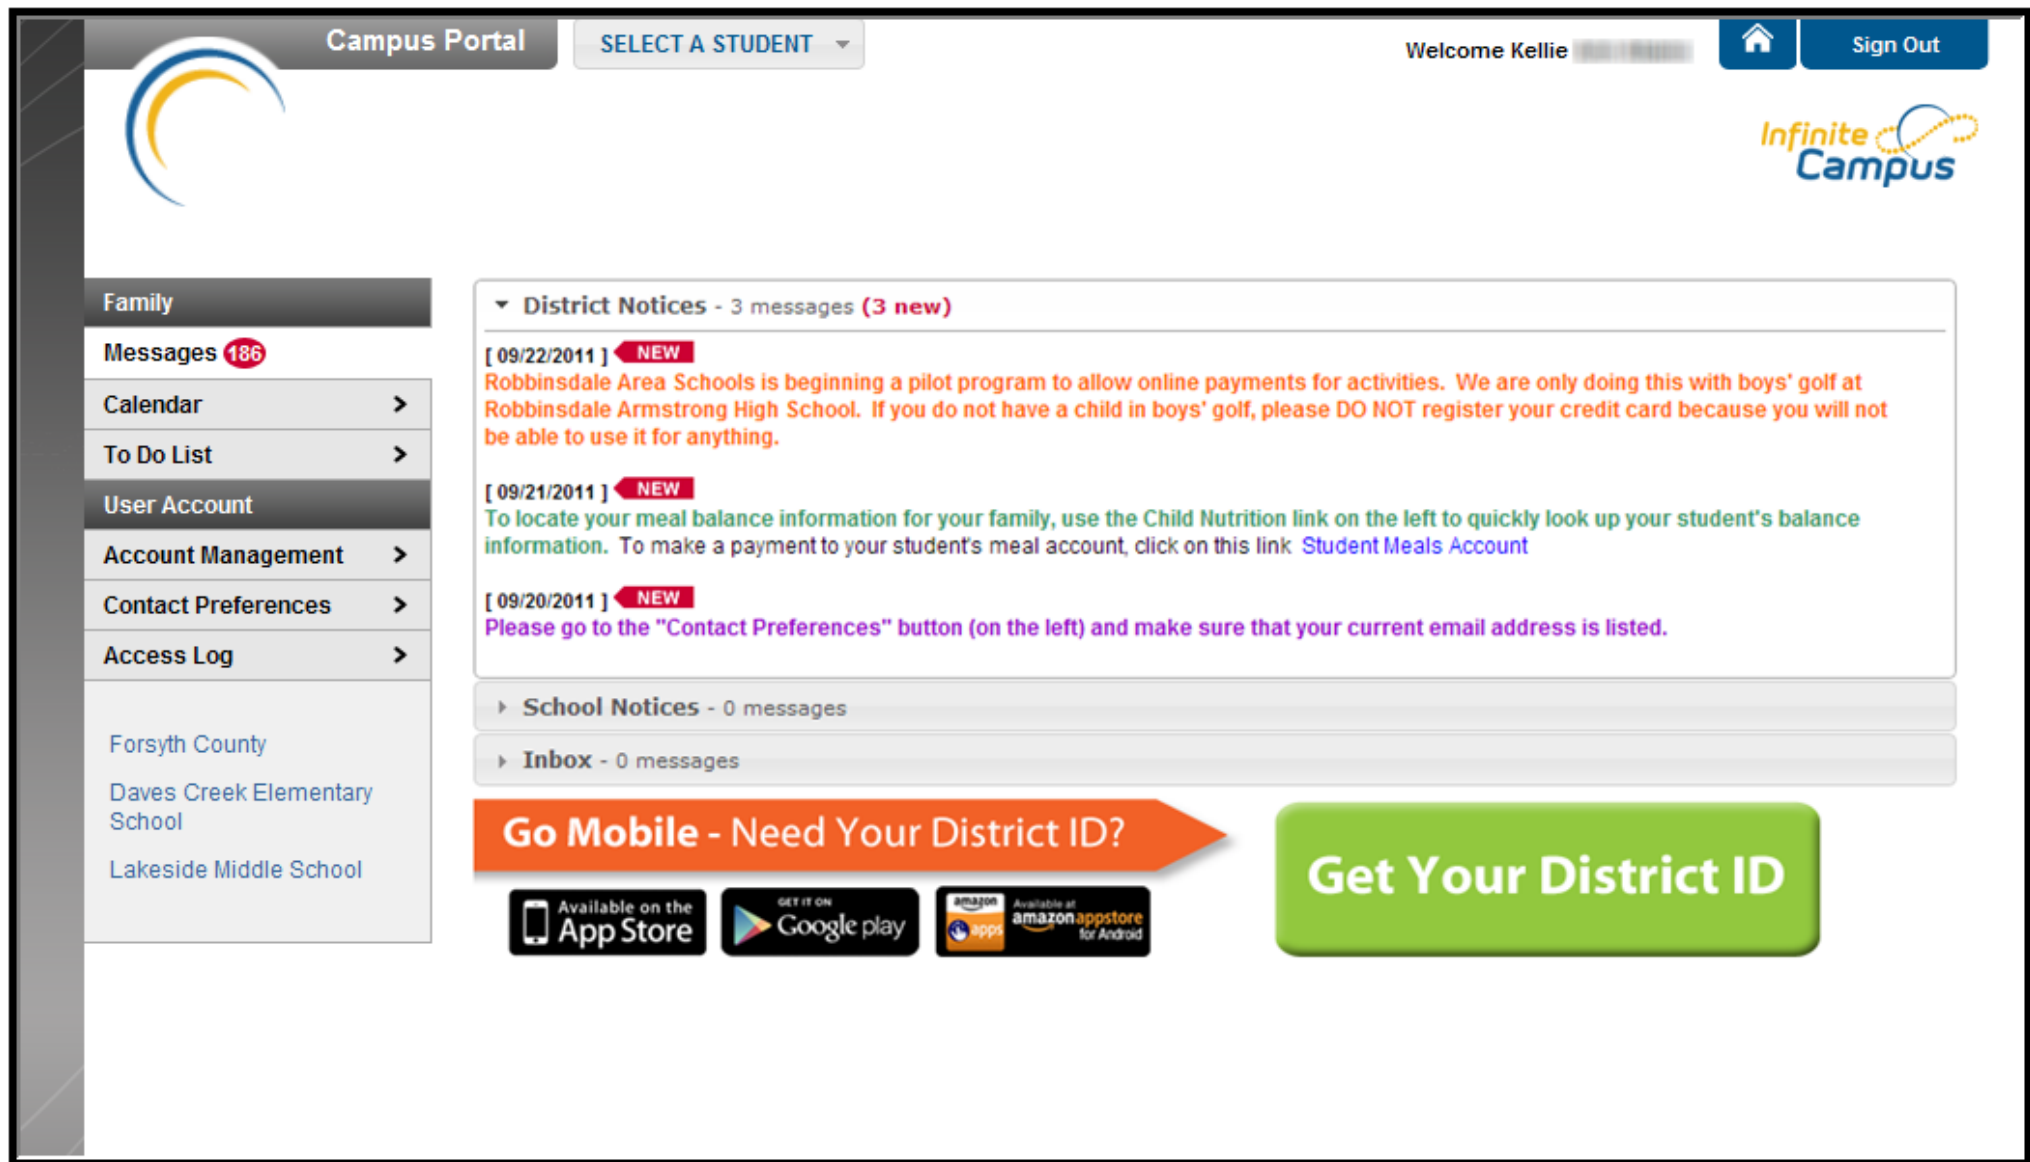 Campus Portal
SELECT A STUDENT
Welcome Kellie
Sign Out
Infinite
Campus
Family
Messages 186
Calendar
To Do List
User Account
Account Management
Contact Preferences
Access Log
Forsyth County
Daves Creek Elementary
School
Lakeside Middle School
District Notices - 3 messages (3 new)
[ 09/22/2011 ] NEW
Robbinsdale Area Schools is beginning a pilot program to allow online payments for activities. We are only doing this with boys' golf at
Robbinsdale Armstrong High School. If you do not have a child in boys' golf, please DO NOT register your credit card because you will not
be able to use it for anything.
[ 09/21/2011 ] NEW
To locate your meal balance information for your family, use the Child Nutrition link on the left to quickly look up your student's balance
information. To make a payment to your student's meal account, click on this link Student Meals Account
[ 09/20/2011 ] NEW
Please go to the "Contact Preferences" button (on the left) and make sure that your current email address is listed.
School Notices - 0 messages
Inbox - 0 messages
Go Mobile - Need Your District ID?
Available on the
App Store
GET IT ON
Google play
amazon
apps
Available at
amazon appstore
for Android
Get Your District ID